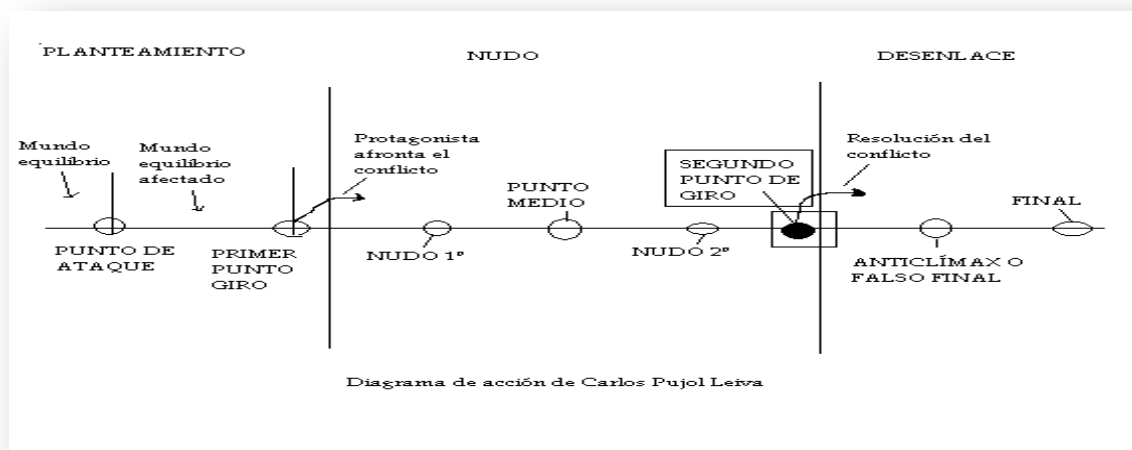 PLANTEAMIENTO
NUDO
DESENLACE
Mundo
equilibrio
Mundo
equilibrio
afectado
Protagonista
afronta el
conflicto
PUNTO
MEDIO
SEGUNDO
PUNTO DE
GIRO
Resolución del
conflicto
FINAL
PUNTO DE
ATAQUE
PRIMER
PUNTO
GIRO
NUDO 1º
NUDO 2º
ANTICLÍMAX O
FALSO FINAL
Diagrama de acción de Carlos Pujol Leiva